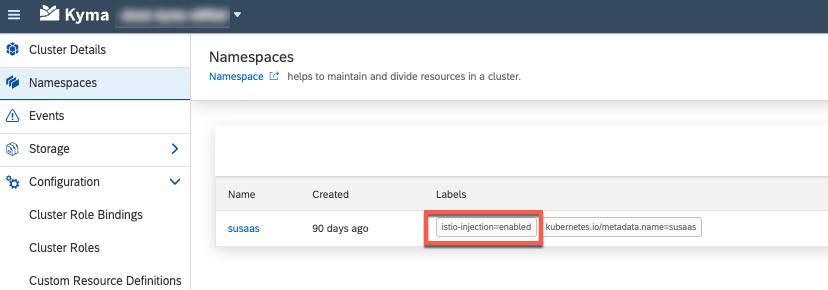 Kyma
Cluster Details
Namespaces
Events
Storage
Configuration
Cluster Role Bindings
Cluster Roles
Custom Resource Definitions
Namespaces
Namespace helps to maintain and divide resources in a cluster.
Name Created Labels
susaas 90 days ago istio-injection=enabled kubernetes.io/metadata.name=susaas